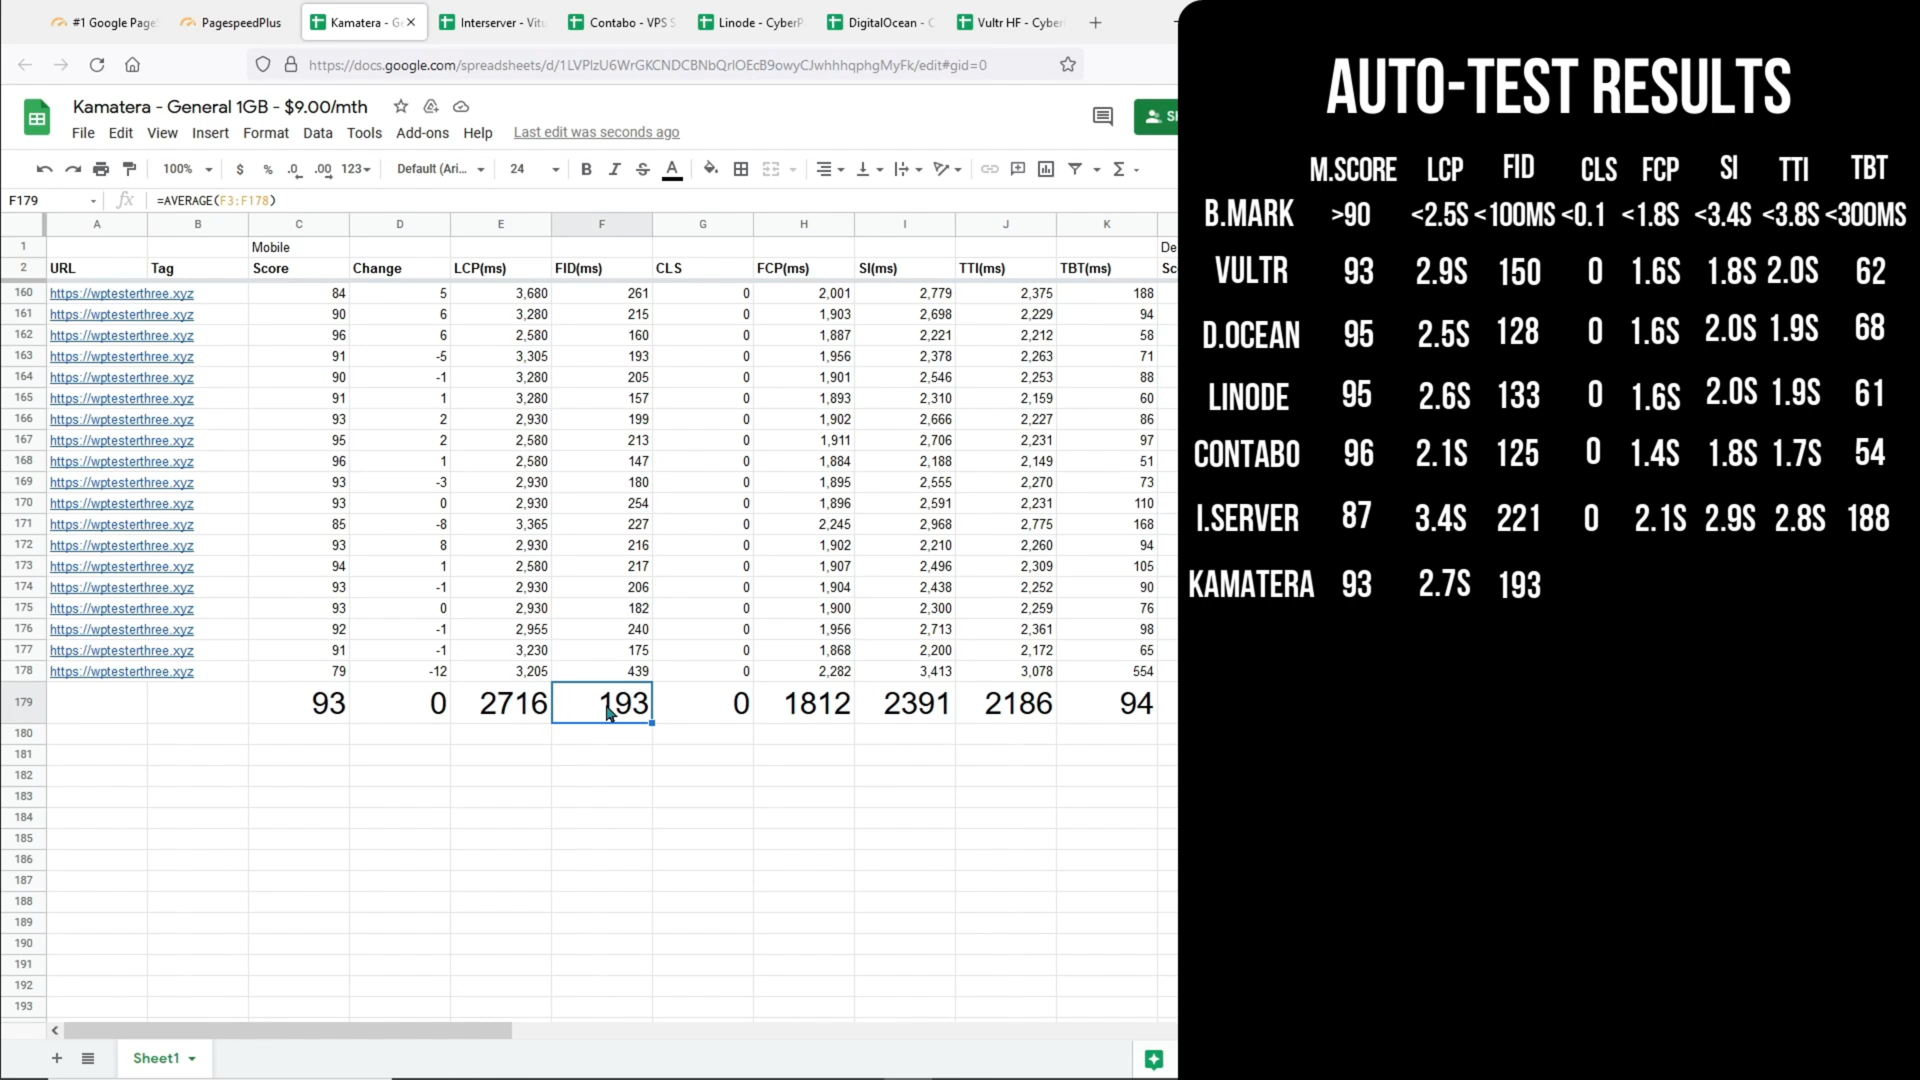 #1 Google Page
PagespeedPlus
Kamatera - Ge
Interserver - Vitu
Contabo - VPS S
Linode - CyberP
DigitalOcean - C
Vultr HF - Cyber
https://docs.google.com/spreadsheets/d/1LVPlzU6WrGKCNDCBNbQrlOEcB9owyCJwhhhqphgMyFk/edit#gid=0
Kamatera - General 1GB - $9.00/mth
File Edit View Insert Format Data Tools Add-ons Help Last edit was seconds ago
100% $ % .0 .00 123 Default (Ari... 24 B I S A
F179 fx =AVERAGE(F3:F178)
A B C D E F G H I J K
1 Mobile De
2 URL Tag Score Change LCP(ms) FID(ms) CLS FCP(ms) SI(ms) TTI(ms) TBT(ms) Sc
160 https://wptesterthree.xyz 84 5 3,680 261 0 2,001 2,779 2,375 188
161 https://wptesterthree.xyz 90 6 3,280 215 0 1,903 2,698 2,229 94
162 https://wptesterthree.xyz 96 6 2,580 160 0 1,887 2,221 2,212 58
163 https://wptesterthree.xyz 91 -5 3,305 193 0 1,956 2,378 2,263 71
164 https://wptesterthree.xyz 90 -1 3,280 205 0 1,901 2,546 2,253 88
165 https://wptesterthree.xyz 91 1 3,280 157 0 1,893 2,310 2,159 60
166 https://wptesterthree.xyz 93 2 2,930 199 0 1,902 2,666 2,227 86
167 https://wptesterthree.xyz 95 2 2,580 213 0 1,911 2,706 2,231 97
168 https://wptesterthree.xyz 96 1 2,580 147 0 1,884 2,188 2,149 51
169 https://wptesterthree.xyz 93 -3 2,930 180 0 1,895 2,555 2,270 73
170 https://wptesterthree.xyz 93 0 2,930 254 0 1,896 2,591 2,231 110
171 https://wptesterthree.xyz 85 -8 3,365 227 0 2,245 2,968 2,775 168
172 https://wptesterthree.xyz 93 8 2,930 216 0 1,902 2,210 2,260 94
173 https://wptesterthree.xyz 94 1 2,580 217 0 1,907 2,496 2,309 105
174 https://wptesterthree.xyz 93 -1 2,930 206 0 1,904 2,438 2,252 90
175 https://wptesterthree.xyz 93 0 2,930 182 0 1,900 2,300 2,259 76
176 https://wptesterthree.xyz 92 -1 2,955 240 0 1,956 2,713 2,361 98
177 https://wptesterthree.xyz 91 -1 3,230 175 0 1,868 2,200 2,172 65
178 https://wptesterthree.xyz 79 -12 3,205 439 0 2,282 3,413 3,078 554
179 93 0 2716 193 0 1812 2391 2186 94
180
181
182
183
184
185
186
187
188
189
190
191
192
193
Sheet1
AUTO-TEST RESULTS
M.SCORE LCP FID CLS FCP SI TTI TBT
B.MARK >90 <2.5S <100MS <0.1 <1.8S <3.4S <3.8S <300MS
VULTR 93 2.9S 150 0 1.6S 1.8S 2.0S 62
D.OCEAN 95 2.5S 128 0 1.6S 2.0S 1.9S 68
LINODE 95 2.6S 133 0 1.6S 2.0S 1.9S 61
CONTABO 96 2.1S 125 0 1.4S 1.8S 1.7S 54
I.SERVER 87 3.4S 221 0 2.1S 2.9S 2.8S 188
KAMATERA 93 2.7S 193